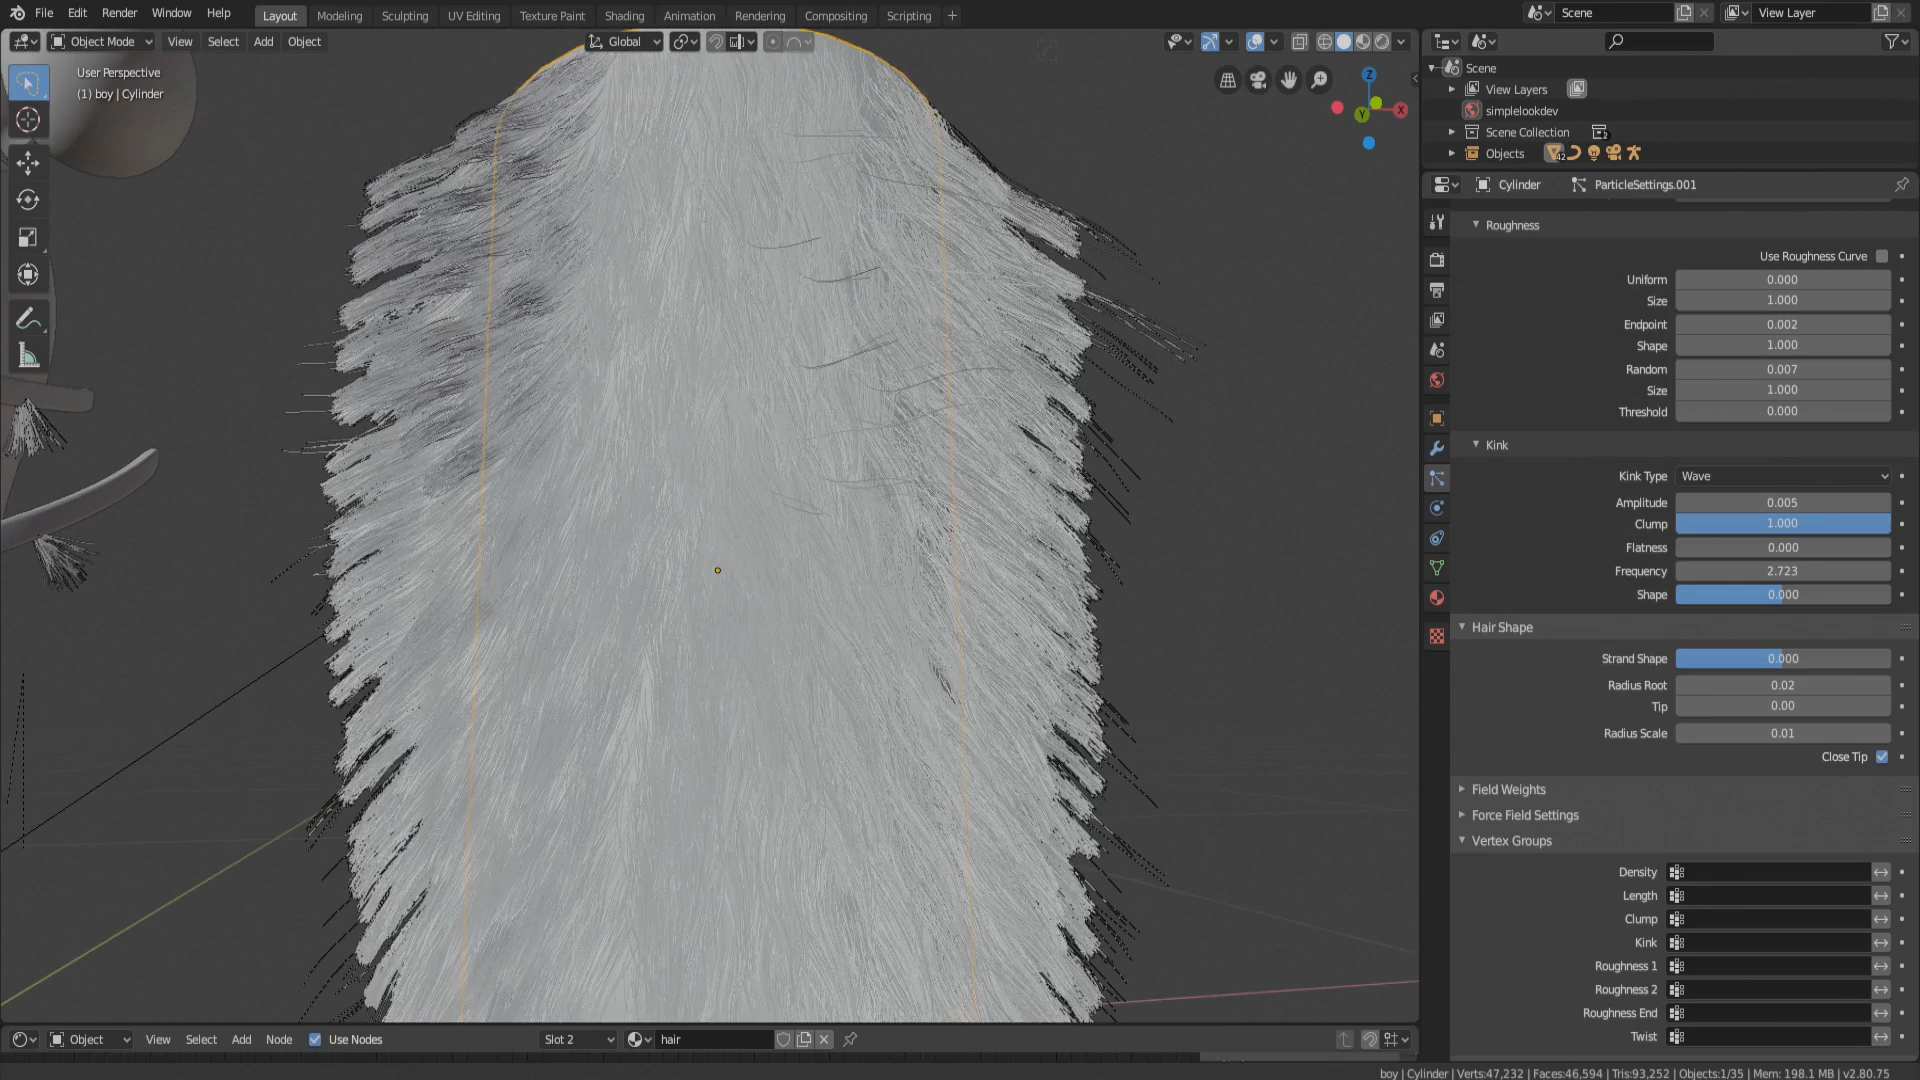 File Edit Render Window Help
Layout Modeling Sculpting UV Editing Texture Paint Shading Animation Rendering Compositing Scripting +
Scene
View Layer
Object Mode View Select Add Object
Global
User Perspective
(1) boy | Cylinder
Z
X
Y
Scene
View Layers
simplelookdev
Scene Collection 2
Objects 42
Cylinder ParticleSettings.001
Roughness
Use Roughness Curve
Uniform 0.000
Size 1.000
Endpoint 0.002
Shape 1.000
Random 0.007
Size 1.000
Threshold 0.000
Kink
Kink Type Wave
Amplitude 0.005
Clump 1.000
Flatness 0.000
Frequency 2.723
Shape 0.000
Hair Shape
Strand Shape 0.000
Radius Root 0.02
Tip 0.00
Radius Scale 0.01
Close Tip
Field Weights
Force Field Settings
Vertex Groups
Density
Length
Clump
Kink
Roughness 1
Roughness 2
Roughness End
Twist
Object View Select Add Node Use Nodes Slot 2 hair
boy | Cylinder | Verts:47,232 | Faces:46,594 | Tris:93,252 | Objects:1/35 | Mem: 198.1 MB | v2.80.75